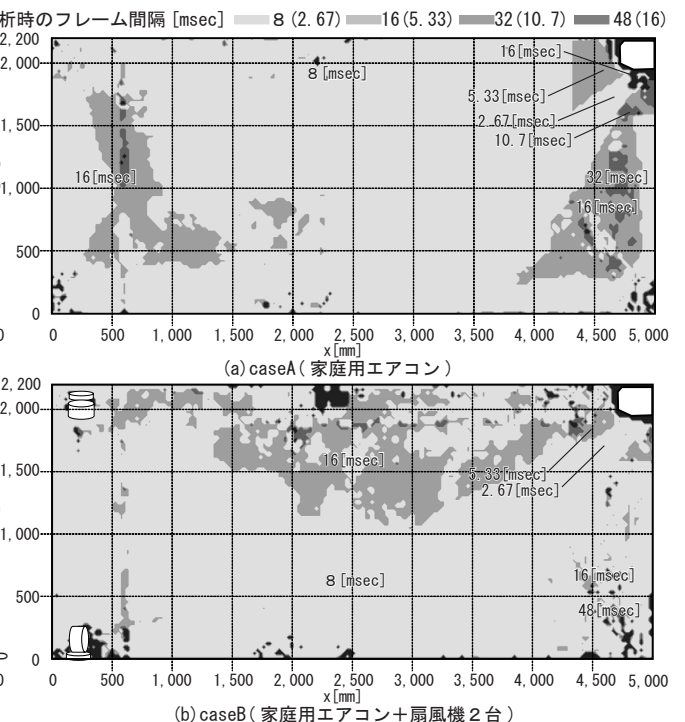 析時のフレーム間隔 [msec] 8 (2.67) 16(5.33) 32(10.7) 48(16)
2,200
2,000
1,500
1,000
500
0
8 [msec]
16[msec]
5.33[msec]
2.67[msec]
10.7 [msec]
16[msec]
32[msec]
16[msec]
0 500 1,000 1,500 2,000 2,500 3,000 3,500 4,000 4,500 5,000
x[mm]
(a)caseA(家庭用エアコン)
2,200
2,000
1,500
1,000
500
0
16[msec]
5.33[msec]
2.67[msec]
8 [msec]
16[msec]
48[msec]
0 500 1,000 1,500 2,000 2,500 3,000 3,500 4,000 4,500 5,000
x[mm]
(b)caseB(家庭用エアコン+扇風機2台)